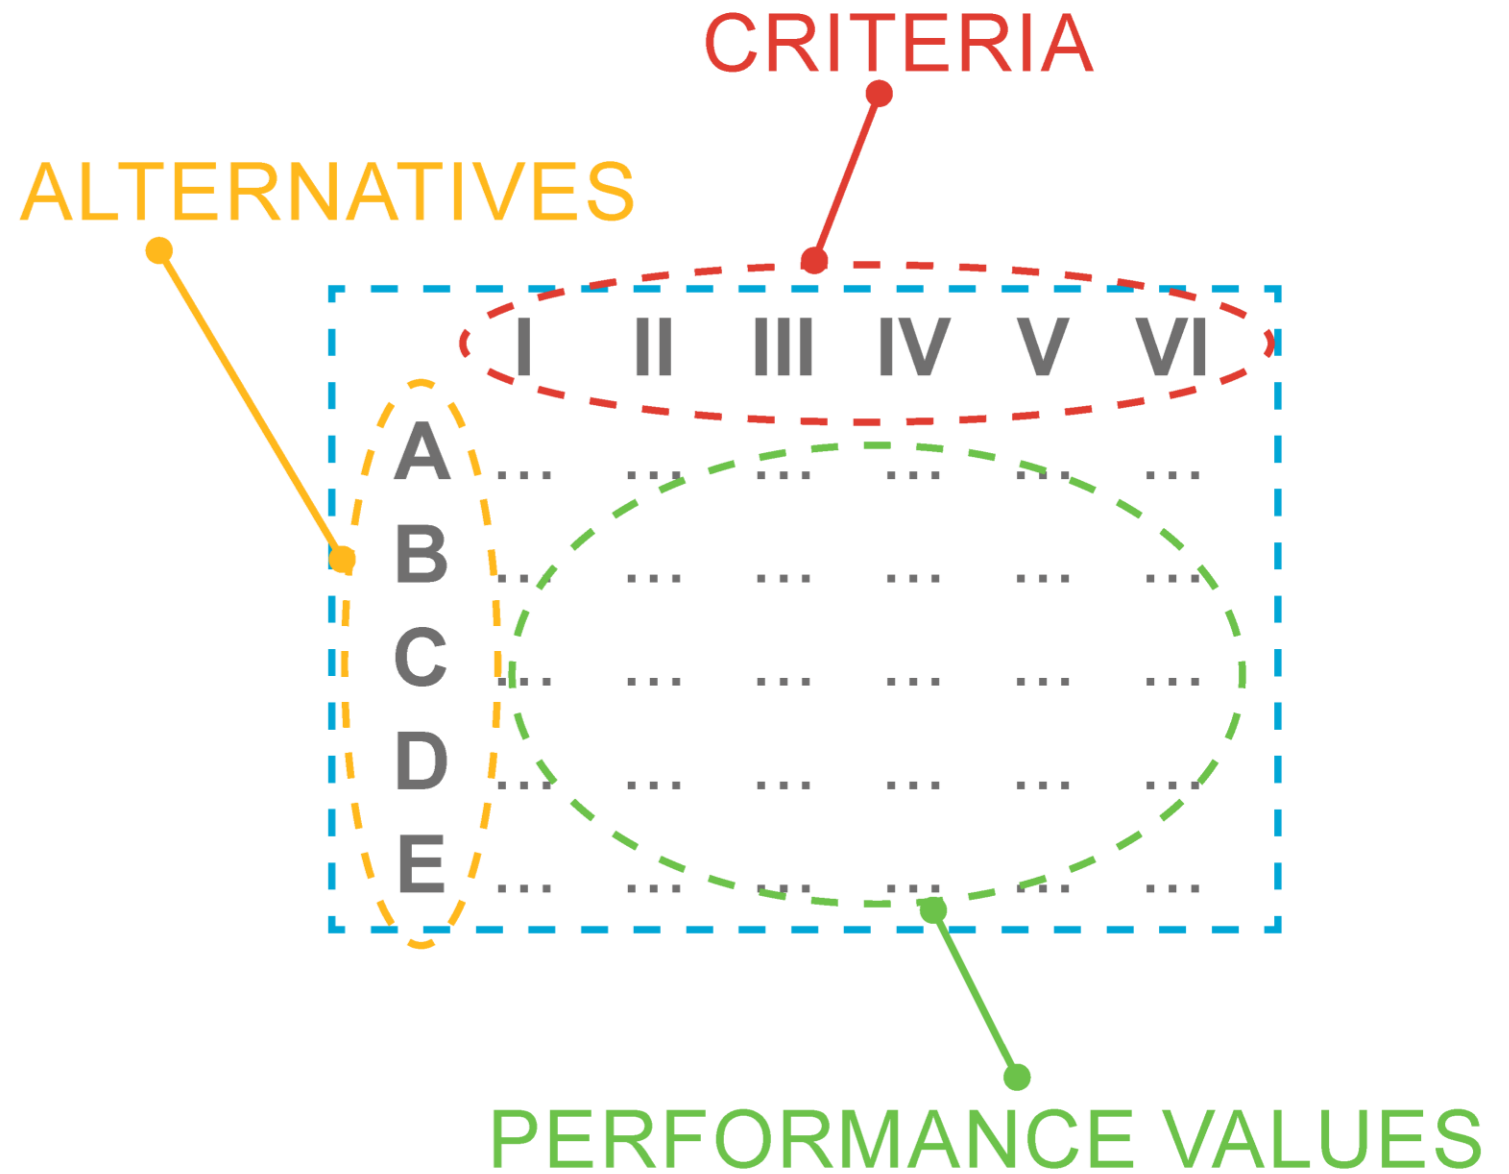 CRITERIA
ALTERNATIVES
I II III IV V VI
A ... ... ... ... ... ...
B ... ... ... ... ... ...
C ... ... ... ... ... ...
D ... ... ... ... ... ...
E ... ... ... ... ... ...
PERFORMANCE VALUES